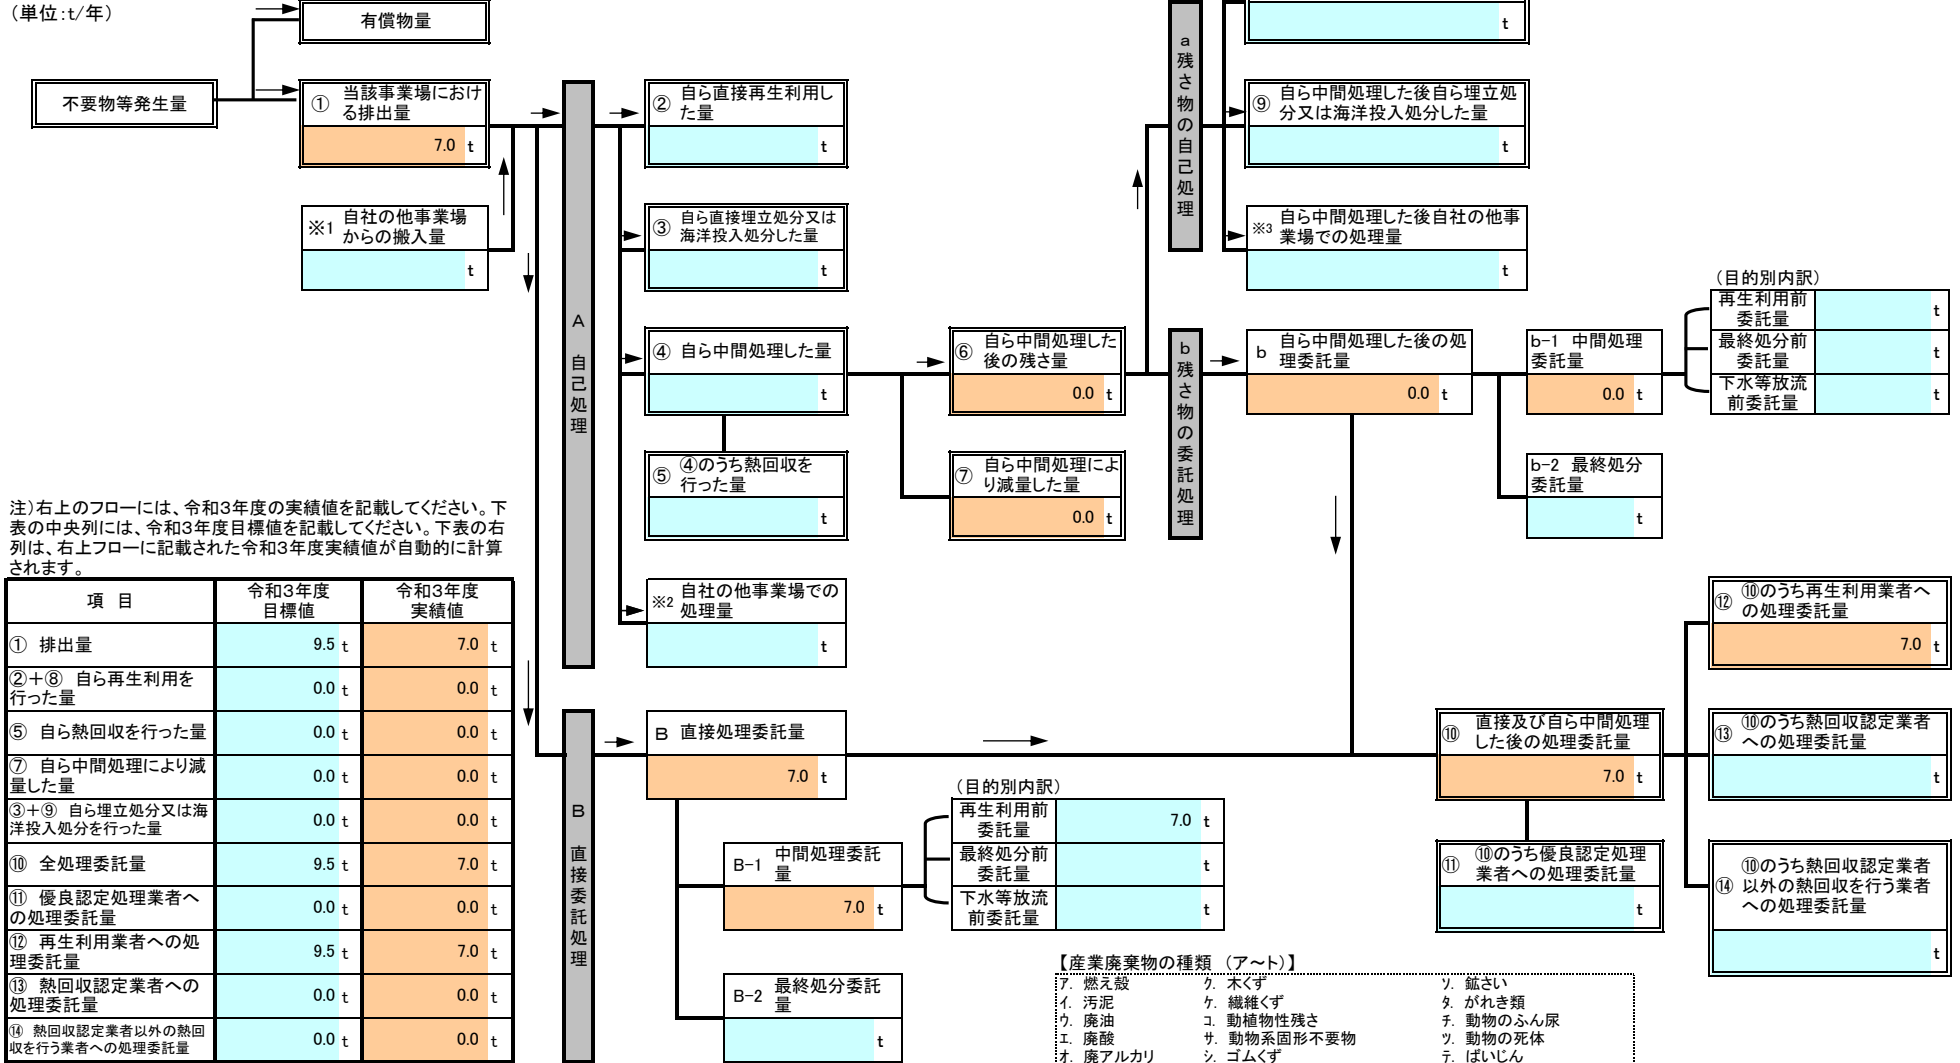 （単位：t/年）
有償物量
不要物等発生量
① 当該事業場におけ
る排出量
7.0 t
※1 自社の他事業場
からの搬入量
t
A 自己処理
② 自ら直接再生利用し
た量
t
③ 自ら直接埋立処分又は
海洋投入処分した量
t
④ 自ら中間処理した量
t
⑤ ④のうち熱回収を
行った量
t
※2 自社の他事業場での
処理量
t
⑥ 自ら中間処理した
後の残さ量
0.0 t
⑦ 自ら中間処理によ
り減量した量
0.0 t
a 残さ物の自己処理
t
⑨ 自ら中間処理した後自ら埋立処
分又は海洋投入処分した量
t
※3 自ら中間処理した後自社の他事
業場での処理量
t
b 残さ物の委託処理
b 自ら中間処理した後の処
理委託量
0.0 t
b-1 中間処理
委託量
0.0 t
（目的別内訳）
再生利用前
委託量
t
最終処分前
委託量
t
下水等放流
前委託量
t
b-2 最終処分
委託量
t
注）右上のフローには、令和3年度の実績値を記載してください。下
表の中央列には、令和3年度目標値を記載してください。下表の右
列は、右上フローに記載された令和3年度実績値が自動的に計算
されます。
項 目
令和3年度
目標値
令和3年度
実績値
① 排出量 9.5 t 7.0 t
②＋⑧ 自ら再生利用を
行った量
0.0 t 0.0 t
⑤ 自ら熱回収を行った量 0.0 t 0.0 t
⑦ 自ら中間処理により減
量した量
0.0 t 0.0 t
③＋⑨ 自ら埋立処分又は海
洋投入処分を行った量
0.0 t 0.0 t
⑩ 全処理委託量 9.5 t 7.0 t
⑪ 優良認定処理業者へ
の処理委託量
0.0 t 0.0 t
⑫ 再生利用業者への処
理委託量
9.5 t 7.0 t
⑬ 熱回収認定業者への
処理委託量
0.0 t 0.0 t
⑭ 熱回収認定業者以外の熱回
収を行う業者への処理委託量
0.0 t 0.0 t
B 直接委託処理
B 直接処理委託量
7.0 t
B-1 中間処理委託
量
7.0 t
（目的別内訳）
再生利用前
委託量
7.0 t
最終処分前
委託量
t
下水等放流
前委託量
t
B-2 最終処分委託
量
t
⑩ 直接及び自ら中間処理
した後の処理委託量
7.0 t
⑪ ⑩のうち優良認定処理
業者への処理委託量
t
⑫ ⑩のうち再生利用業者へ
の処理委託量
7.0 t
⑬ ⑩のうち熱回収認定業者
への処理委託量
t
⑭ ⑩のうち熱回収認定業者
以外の熱回収を行う業者
への処理委託量
t
【産業廃棄物の種類 （ア～ト）】
ｱ. 燃え殻 ｸ. 木くず ｿ. 鉱さい
ｲ. 汚泥 ｹ. 繊維くず ﾀ. がれき類
ｳ. 廃油 ｺ. 動植物性残さ ﾁ. 動物のふん尿
ｴ. 廃酸 ｻ. 動物系固形不要物 ﾂ. 動物の死体
ｵ. 廃アルカリ ｼ. ゴムくず ﾃ. ばいじん